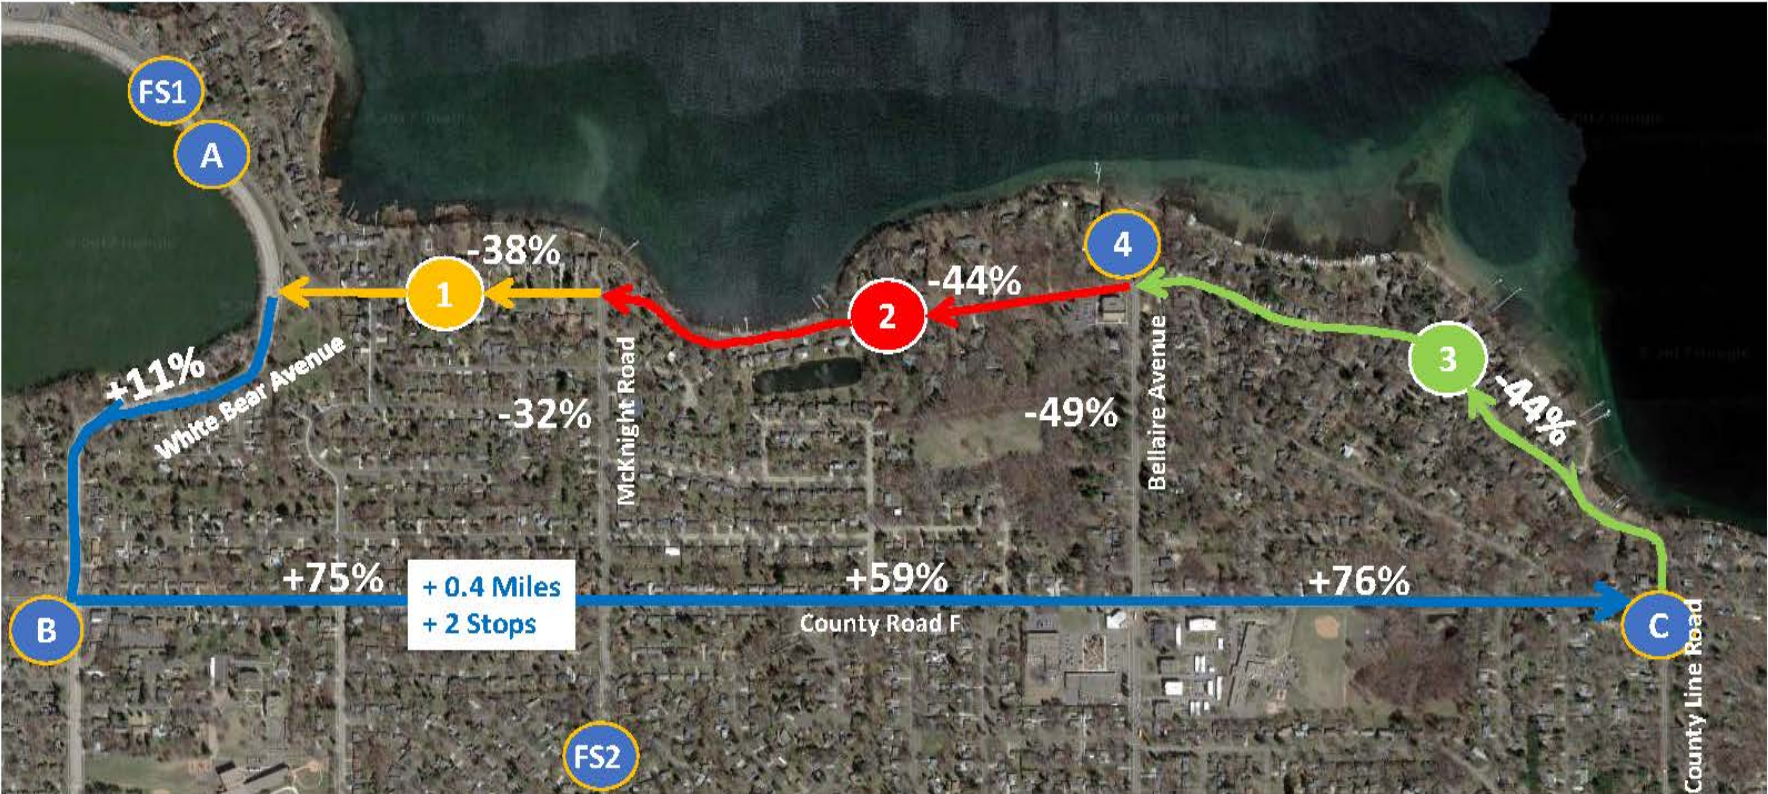 FS1
A
-38%
4
-44%
1
2
3
+11%
White Bear Avenue
McKnight Road
Bellaire Avenue
-44%
-32%
-49%
+75%
+ 0.4 Miles
+ 2 Stops
+59%
+76%
B
County Road F
C
County Line Road
FS2